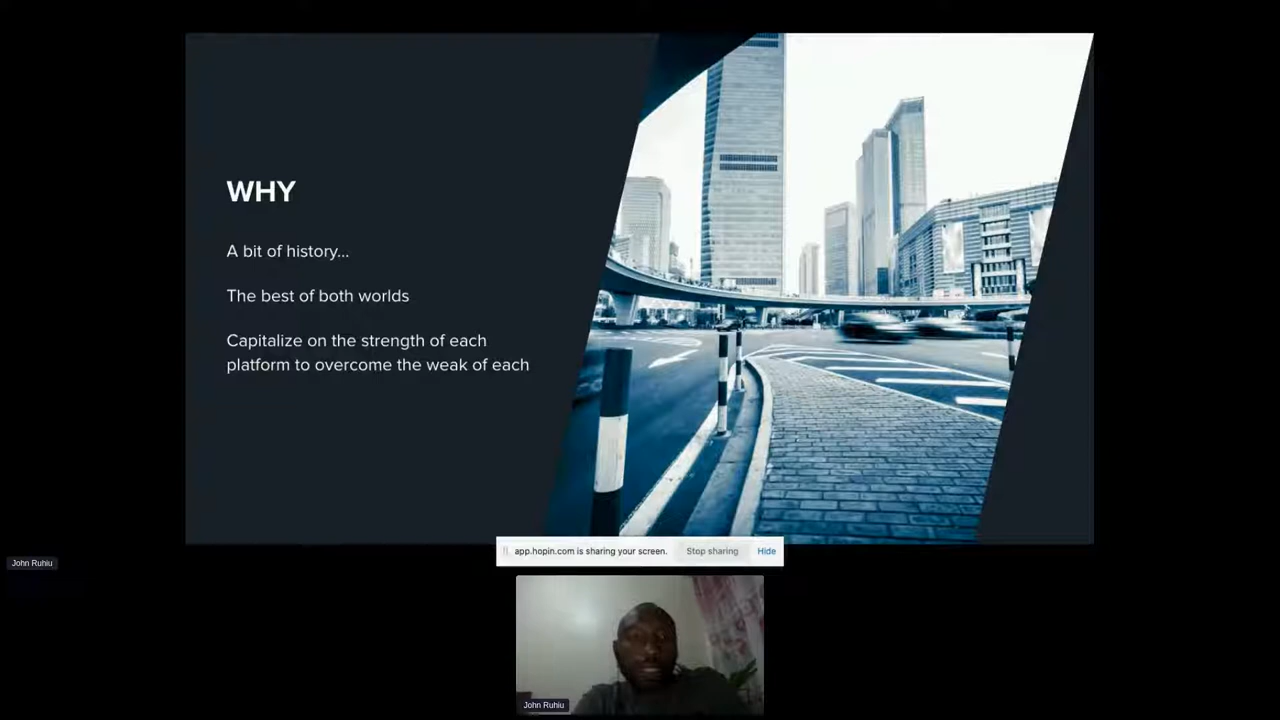 WHY
A bit of history...
The best of both worlds
Capitalize on the strength of each
platform to overcome the weak of each
app.hopin.com is sharing your screen. Stop sharing Hide
John Ruhiu
John Ruhiu